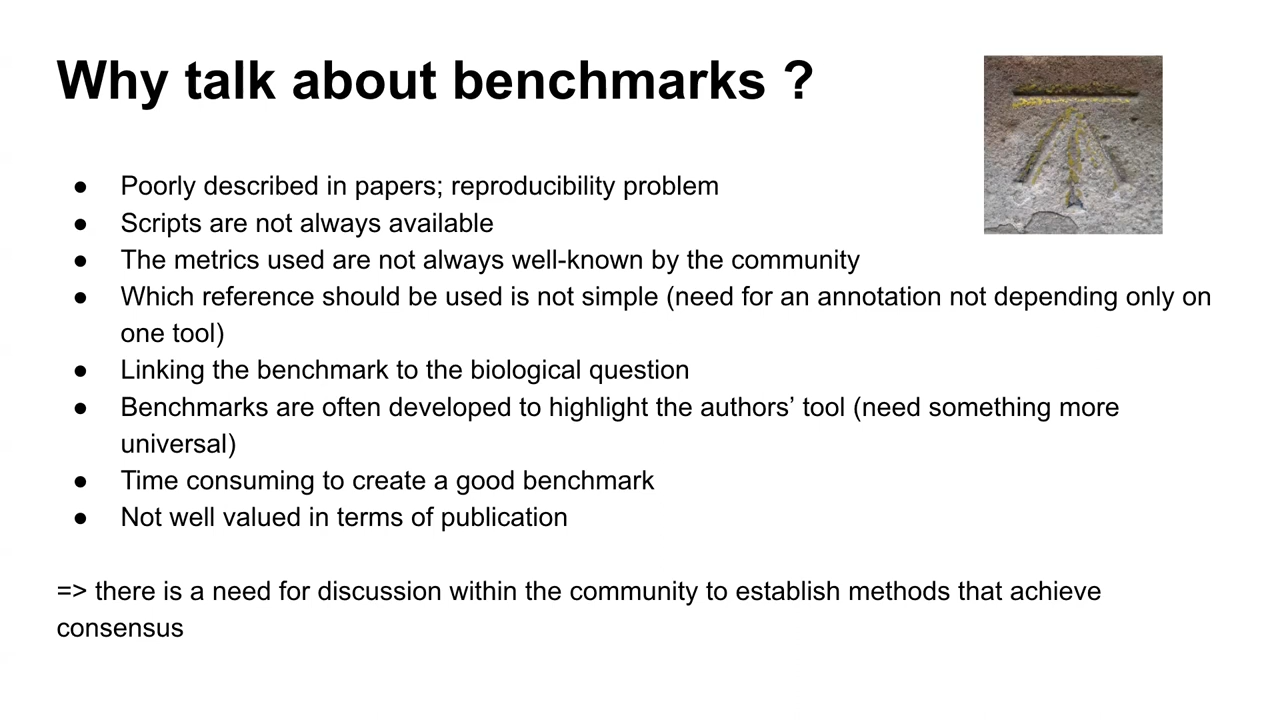 Why talk about benchmarks ?
● Poorly described in papers; reproducibility problem
● Scripts are not always available
● The metrics used are not always well-known by the community
● Which reference should be used is not simple (need for an annotation not depending only on
one tool)
● Linking the benchmark to the biological question
● Benchmarks are often developed to highlight the authors’ tool (need something more
universal)
● Time consuming to create a good benchmark
● Not well valued in terms of publication
=> there is a need for discussion within the community to establish methods that achieve
consensus